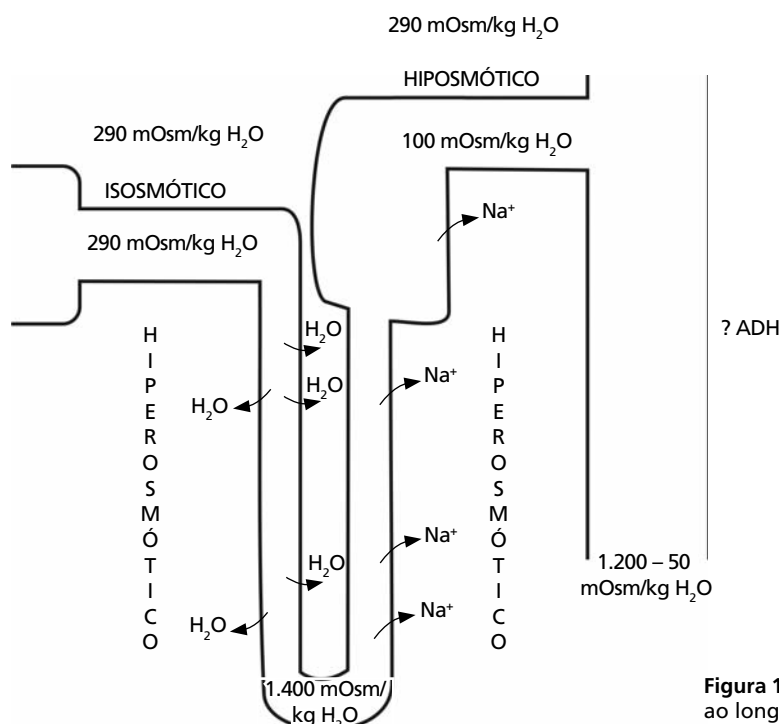 290 mOsm/kg H₂O
HIPOSMÓTICO
290 mOsm/kg H₂O
100 mOsm/kg H₂O
ISOSMÓTICO
Na⁺
290 mOsm/kg H₂O
HIPEROSMÓTICO
H₂O
H₂O
H₂O
H₂O
H₂O
Na⁺
Na⁺
Na⁺
HIPEROSMÓTICO
? ADH
1.200 – 50
mOsm/kg H₂O
1.400 mOsm/
kg H₂O
Figura 1
ao long